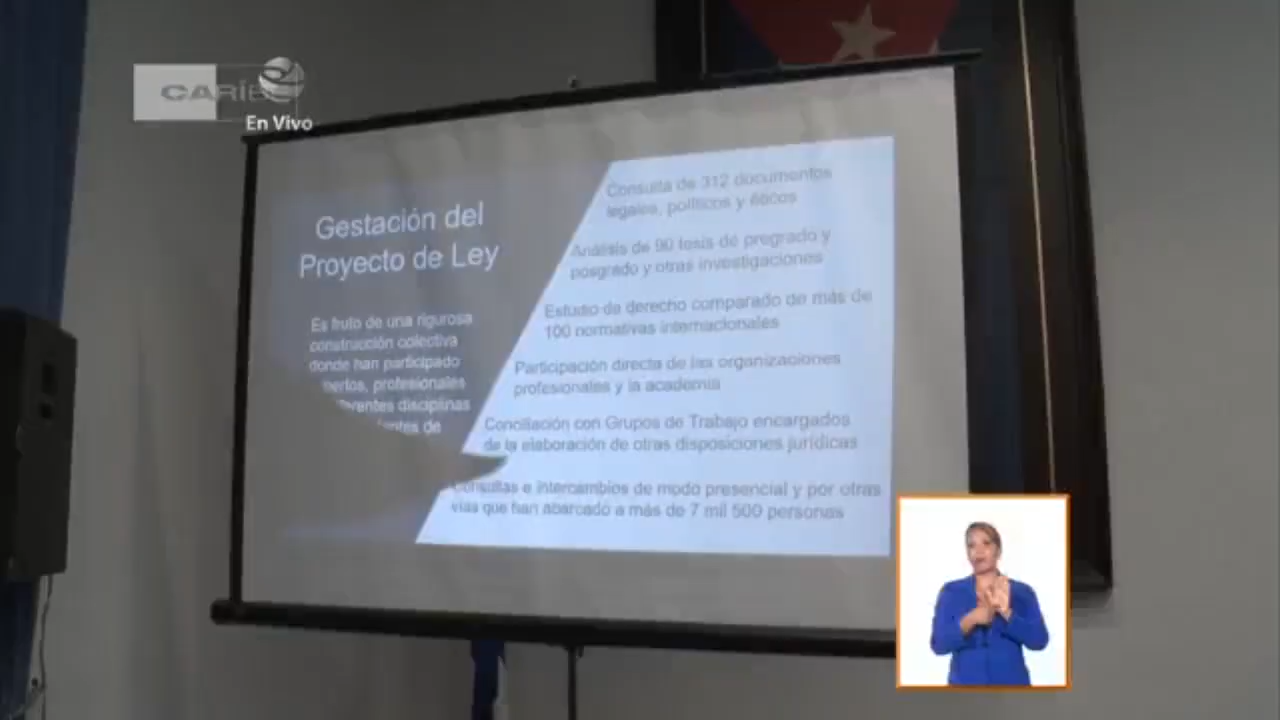 CARIBE
En Vivo
Gestación del
Proyecto de Ley
Es fruto de una rigurosa
construcción colectiva
donde han participado
profesionales
disciplinas
de
Consulta de 312 documentos
legales, políticos y éticos
Análisis de 90 tesis de pregrado y
posgrado y otras investigaciones
Estudio de derecho comparado de más de
100 normativas internacionales
Participación directa de las organizaciones
profesionales y la academia
Conciliación con Grupos de Trabajo encargados
de la elaboración de otras disposiciones jurídicas
Consultas e intercambios de modo presencial y por otras
vías que han abarcado a más de 7 mil 500 personas